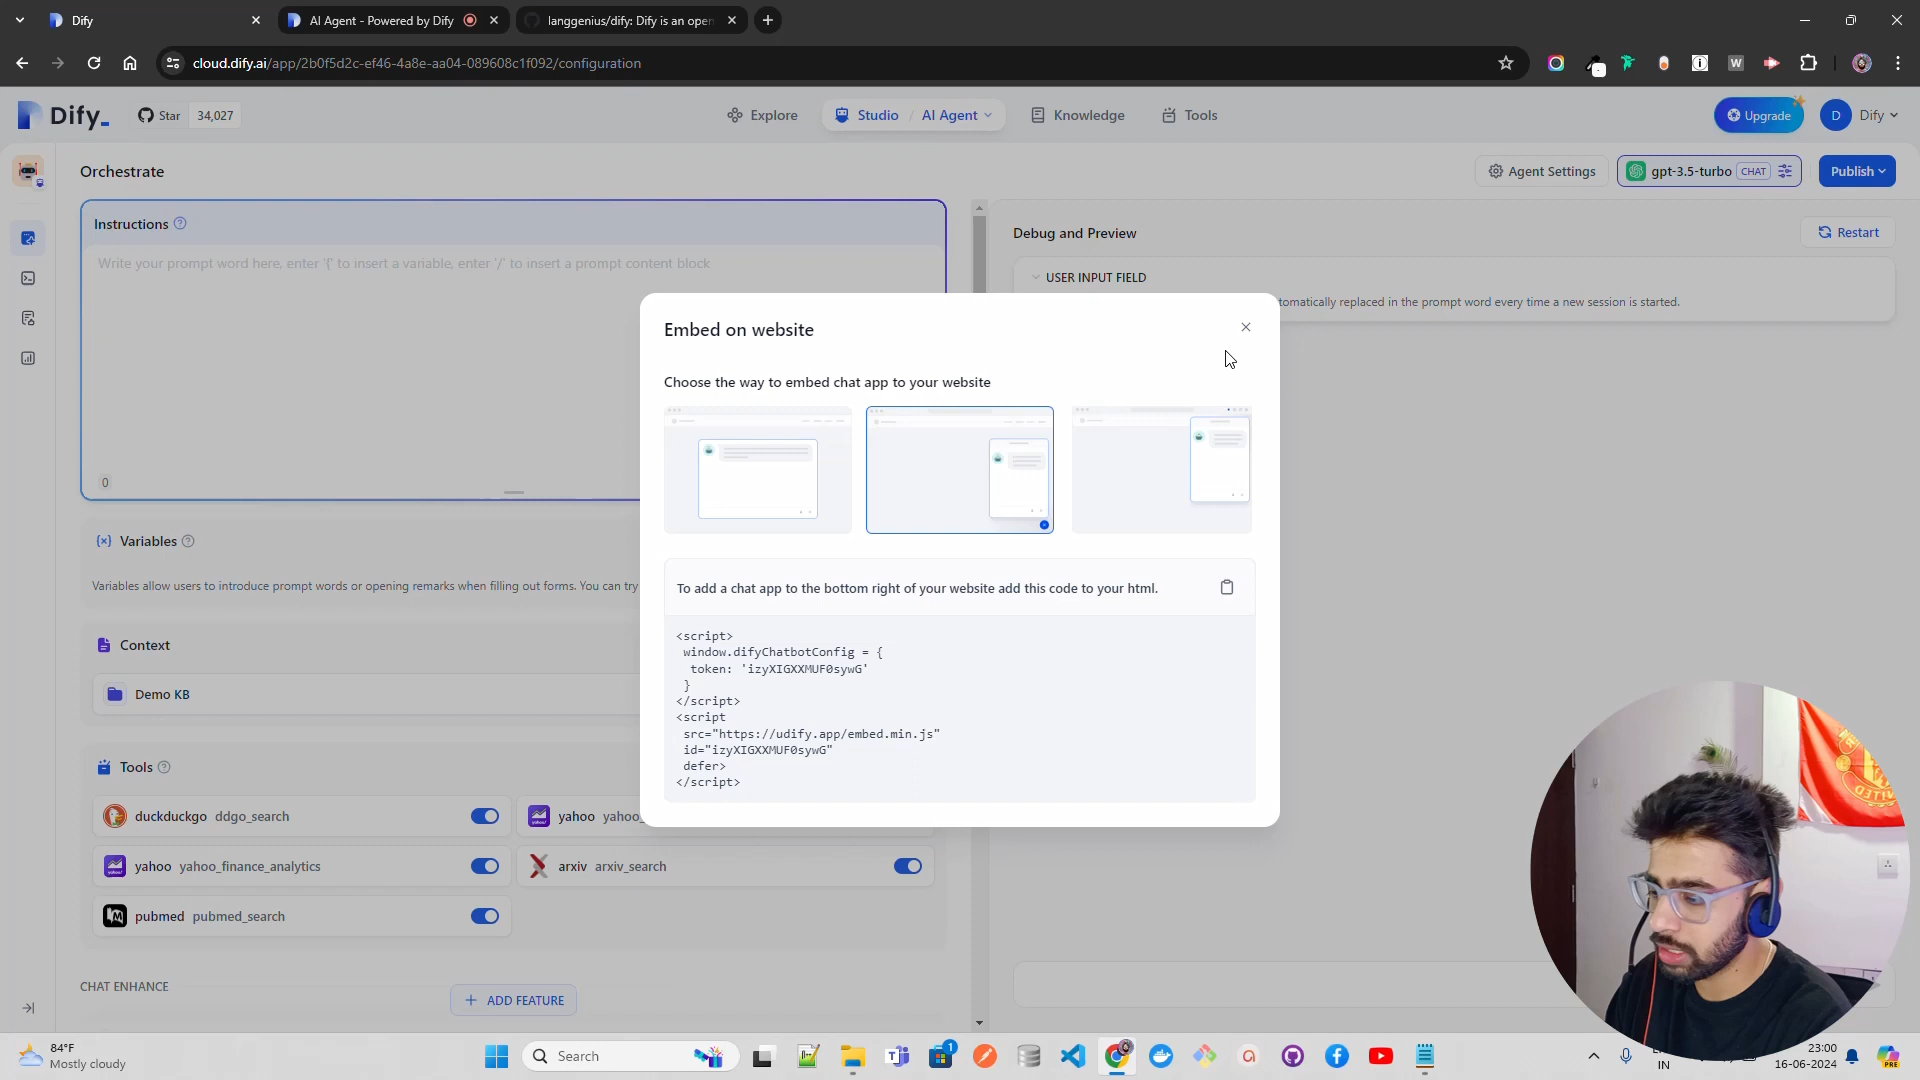 Dify
AI Agent - Powered by Dify
langgenius/dify: Dify is an open
cloud.dify.ai/app/2b0f5d2c-ef46-4a8e-aa04-089608c1f092/configuration
Dify_
Star 34,027
Explore
Studio / AI Agent
Knowledge
Tools
Upgrade
D Dify
Orchestrate
Agent Settings
gpt-3.5-turbo CHAT
Publish
Instructions
Write your prompt word here, enter '{' to insert a variable, enter '/' to insert a prompt content block
0
Debug and Preview
Restart
USER INPUT FIELD
tomatically replaced in the prompt word every time a new session is started.
Embed on website
Choose the way to embed chat app to your website
To add a chat app to the bottom right of your website add this code to your html.
<script>
window.difyChatbotConfig = {
token: 'izyXIGXXMUF0sywG'
}
</script>
<script
src="https://udify.app/embed.min.js"
id="izyXIGXXMUF0sywG"
defer>
</script>
Variables
Variables allow users to introduce prompt words or opening remarks when filling out forms. You can try
Context
Demo KB
Tools
duckduckgo ddgo_search
yahoo
yahoo yahoo_finance_analytics
arxiv arxiv_search
pubmed pubmed_search
CHAT ENHANCE
+ ADD FEATURE
UNITED
84°F
Mostly cloudy
Search
1
IN
23:00
16-06-2024
PRE